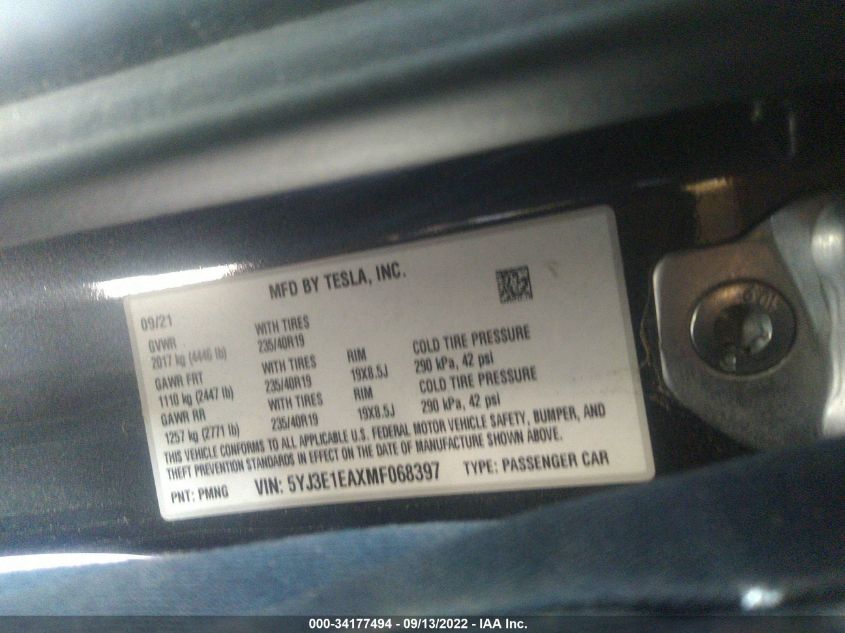 MFD BY TESLA, INC.
09/21
GVWR WITH TIRES
2017 kg (4446 lb) 235/40R19
GAWR FRT WITH TIRES RIM COLD TIRE PRESSURE
1110 kg (2447 lb) 235/40R19 19X8.5J 290 kPa, 42 psi
GAWR RR WITH TIRES RIM COLD TIRE PRESSURE
1257 kg (2771 lb) 235/40R19 19X8.5J 290 kPa, 42 psi
THIS VEHICLE CONFORMS TO ALL APPLICABLE U.S. FEDERAL MOTOR VEHICLE SAFETY, BUMPER, AND
THEFT PREVENTION STANDARDS IN EFFECT ON THE DATE OF MANUFACTURE SHOWN ABOVE.
PNT: PMNG VIN: 5YJ3E1EAXMF068397 TYPE: PASSENGER CAR
000-34177494 - 09/13/2022 - IAA Inc.